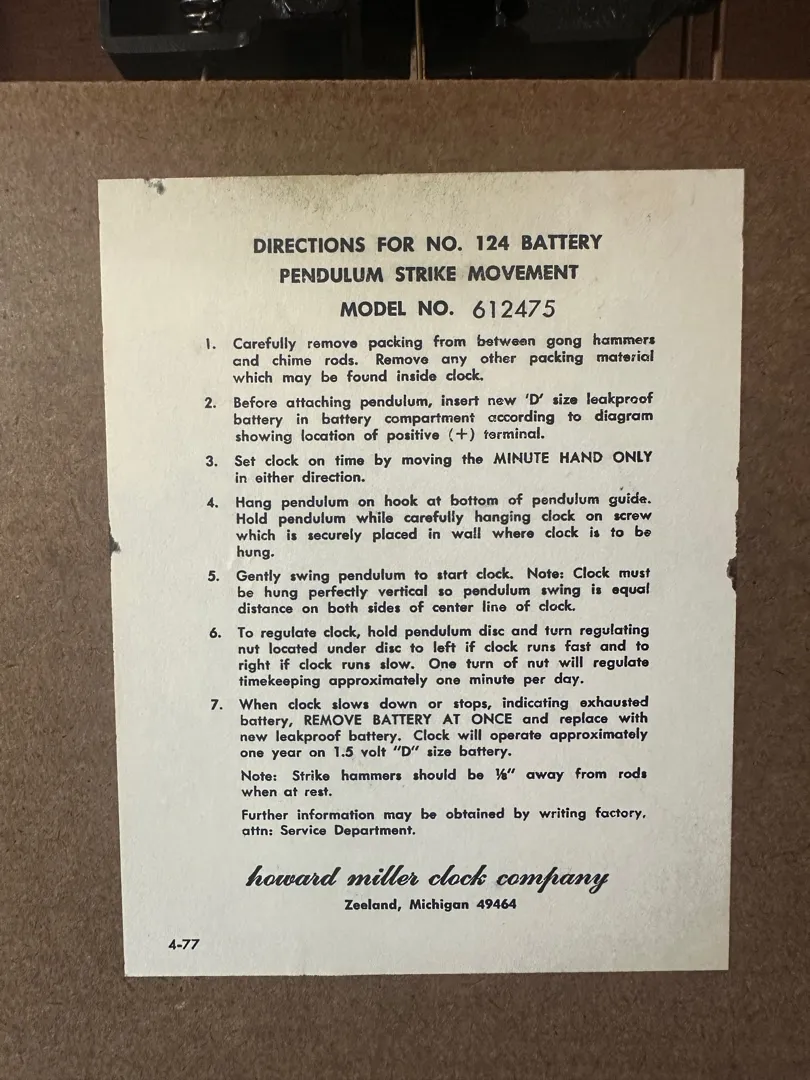 DIRECTIONS FOR NO. 124 BATTERY
PENDULUM STRIKE MOVEMENT
MODEL NO. 612475
1. Carefully remove packing from between gong hammers
and chime rods. Remove any other packing material
which may be found inside clock.
2. Before attaching pendulum, insert new 'D' size leakproof
battery in battery compartment according to diagram
showing location of positive (+) terminal.
3. Set clock on time by moving the MINUTE HAND ONLY
in either direction.
4. Hang pendulum on hook at bottom of pendulum guide.
Hold pendulum while carefully hanging clock on screw
which is securely placed in wall where clock is to be
hung.
5. Gently swing pendulum to start clock. Note: Clock must
be hung perfectly vertical so pendulum swing is equal
distance on both sides of center line of clock.
6. To regulate clock, hold pendulum disc and turn regulating
nut located under disc to left if clock runs fast and to
right if clock runs slow. One turn of nut will regulate
timekeeping approximately one minute per day.
7. When clock slows down or stops, indicating exhausted
battery, REMOVE BATTERY AT ONCE and replace with
new leakproof battery. Clock will operate approximately
one year on 1.5 volt "D" size battery.
Note: Strike hammers should be ⅛" away from rods
when at rest.
Further information may be obtained by writing factory,
attn: Service Department.
howard miller clock company
Zeeland, Michigan 49464
4-77